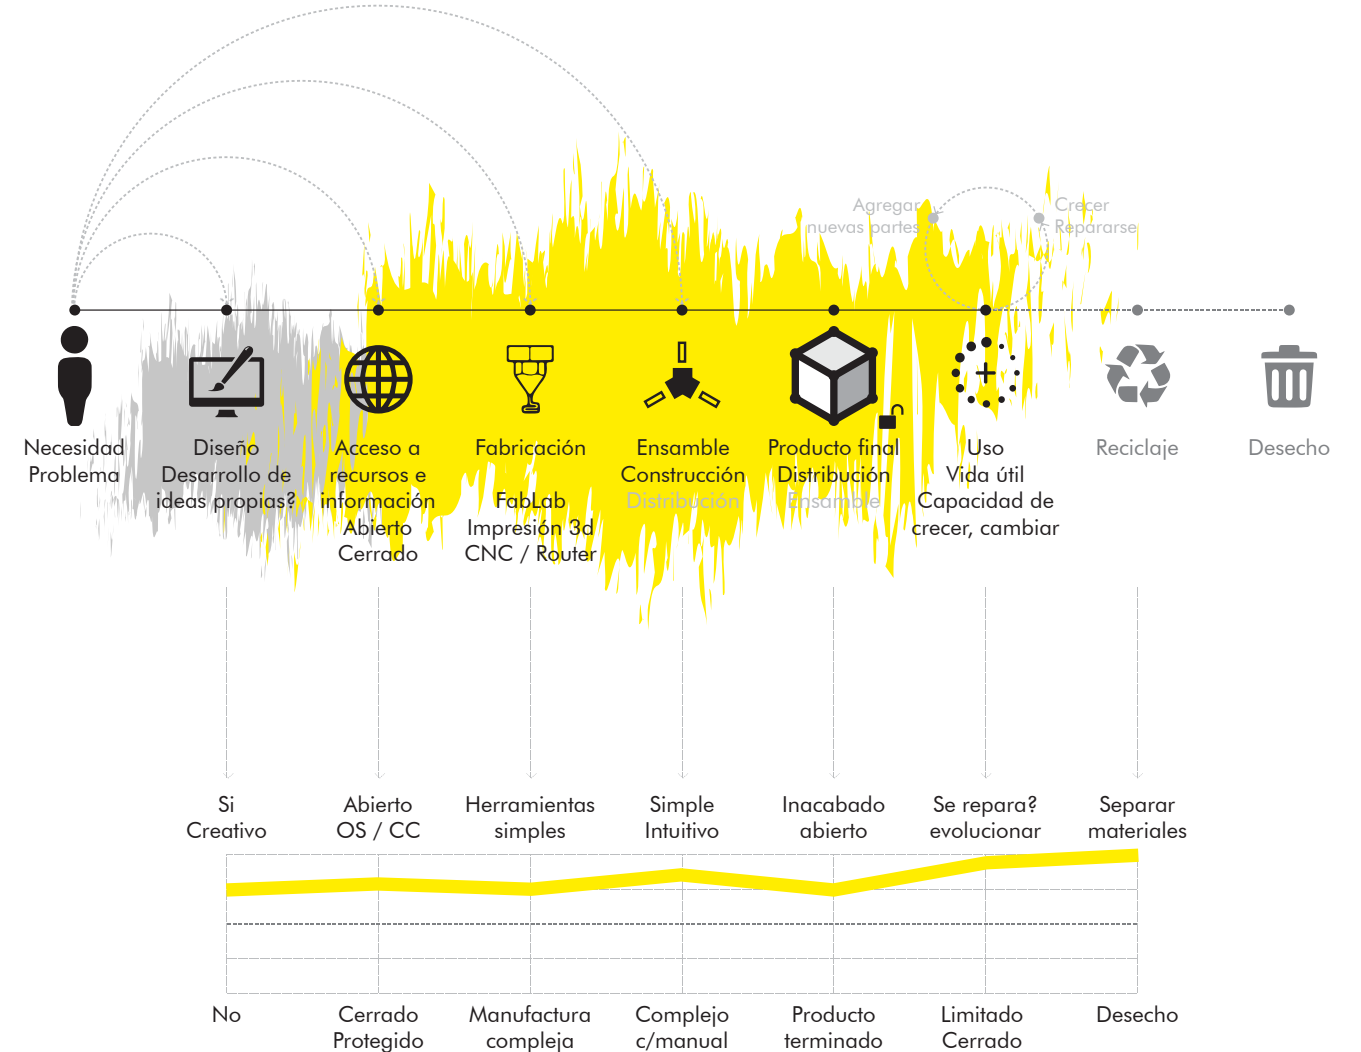 Agregar
nuevas partes
Crecer
Repararse
Necesidad
Problema
Diseño
Desarrollo de
ideas propias?
Acceso a
recursos e
información
Abierto
Cerrado
Fabricación
FabLab
Impresión 3d
CNC / Router
Ensamble
Construcción
Distribución
Producto final
Distribución
Ensamble
Uso
Vida útil
Capacidad de
crecer, cambiar
Reciclaje
Desecho
Si
Creativo
Abierto
OS / CC
Herramientas
simples
Simple
Intuitivo
Inacabado
abierto
Se repara?
evolucionar
Separar
materiales
No
Cerrado
Protegido
Manufactura
compleja
Complejo
c/manual
Producto
terminado
Limitado
Cerrado
Desecho